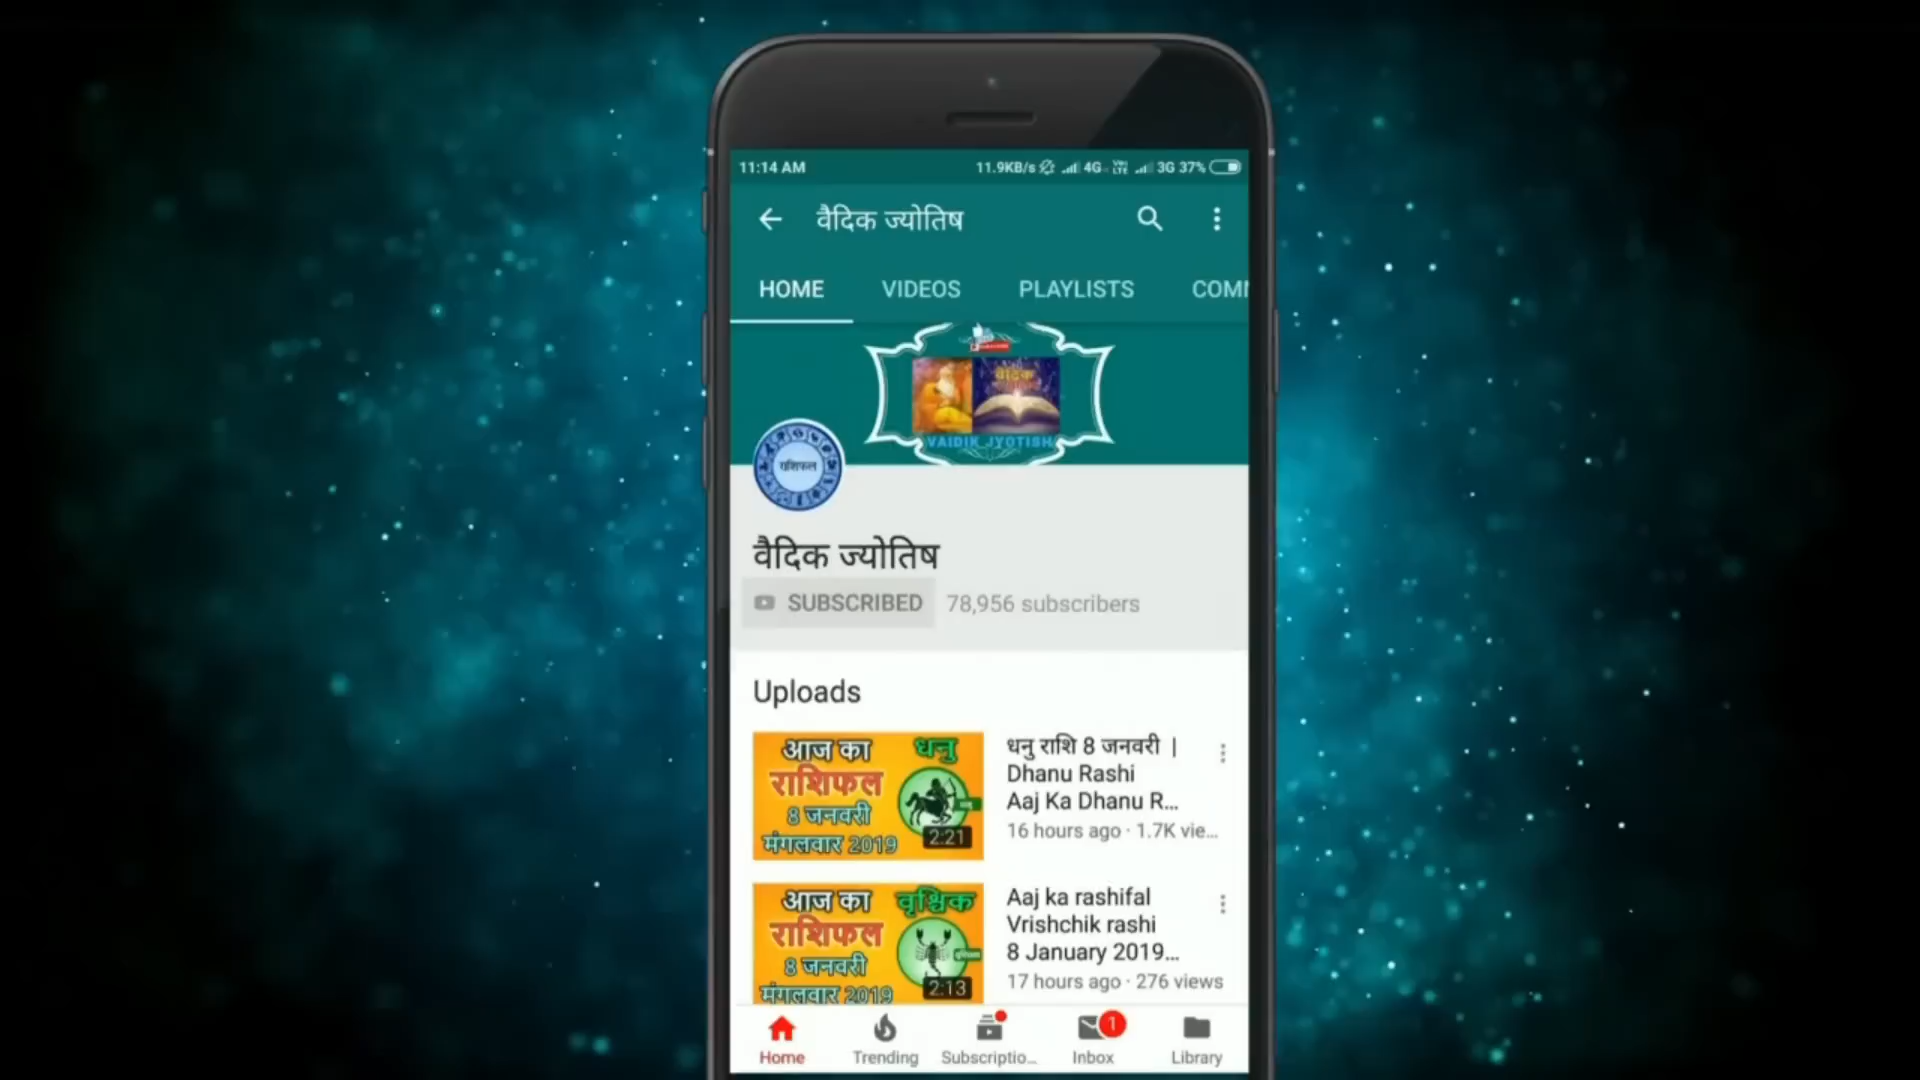 11:14 AM
11.9KB/s 4G VoLTE 3G 37%
वैदिक ज्योतिष
HOME VIDEOS PLAYLISTS COMM
वैदिक
VAIDIK JYOTISH
राशिफल
वैदिक ज्योतिष
SUBSCRIBED 78,956 subscribers
Uploads
आज का धनु
राशिफल
8 जनवरी
मंगलवार 2019
2:21
धनु राशि 8 जनवरी |
Dhanu Rashi
Aaj Ka Dhanu R...
16 hours ago · 1.7K vie...
आज का वृश्चिक
राशिफल
8 जनवरी
मंगलवार 2019
2:13
Aaj ka rashifal
Vrishchik rashi
8 January 2019...
17 hours ago · 276 views
1
Home Trending Subscriptio... Inbox Library